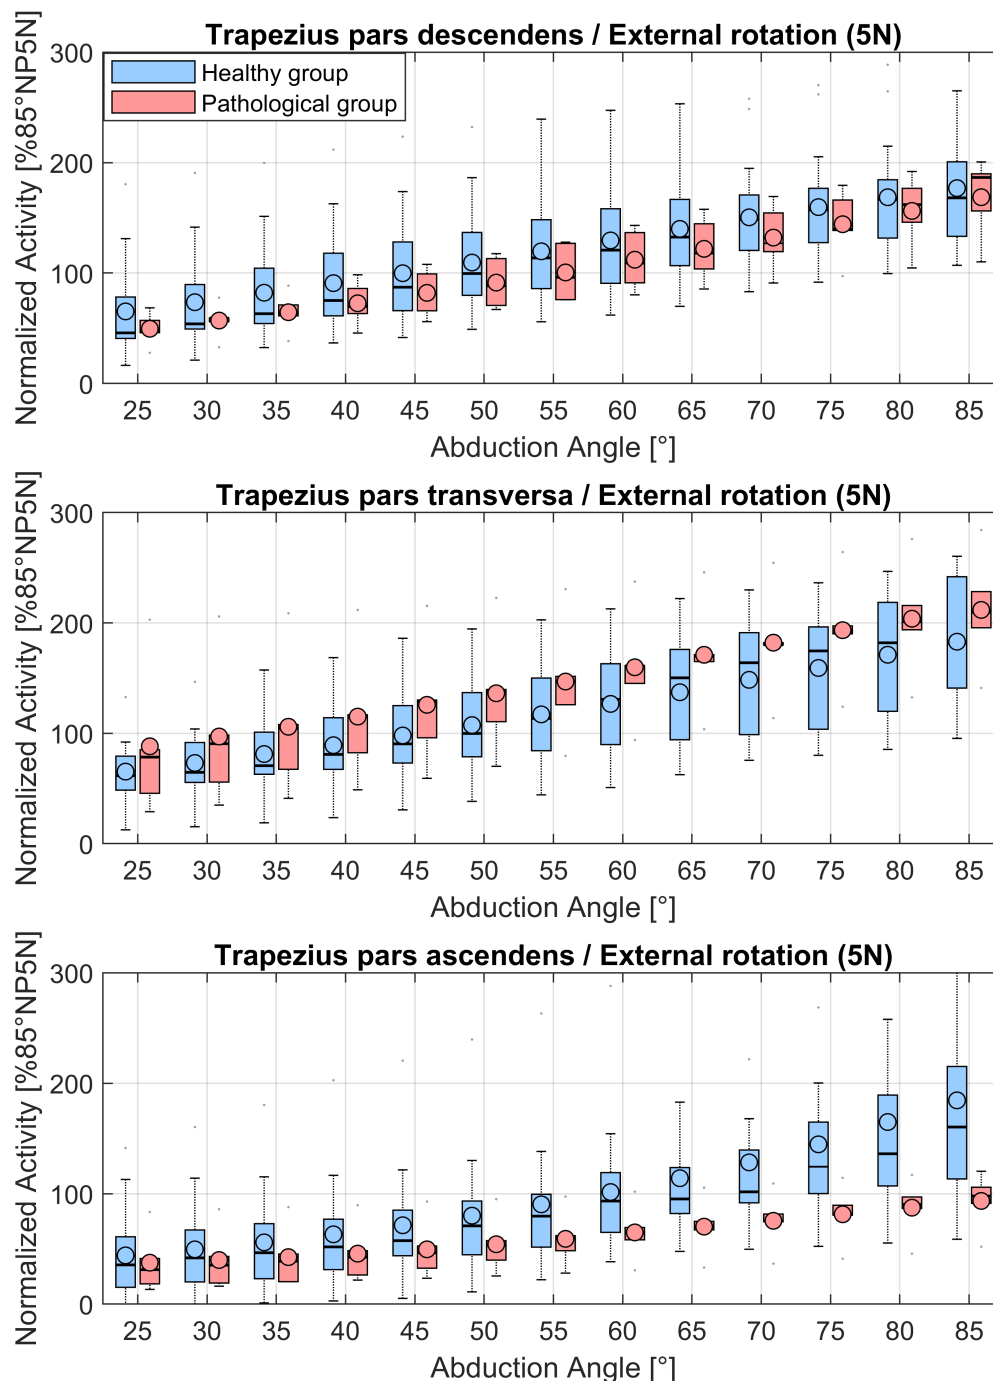 Trapezius pars descendens / External rotation (5N)
Normalized Activity [%85°NP5N]
300
200
100
0
Healthy group
Pathological group
25 30 35 40 45 50 55 60 65 70 75 80 85
Abduction Angle [°]
Trapezius pars transversa / External rotation (5N)
Normalized Activity [%85°NP5N]
300
200
100
0
25 30 35 40 45 50 55 60 65 70 75 80 85
Abduction Angle [°]
Trapezius pars ascendens / External rotation (5N)
Normalized Activity [%85°NP5N]
300
200
100
0
25 30 35 40 45 50 55 60 65 70 75 80 85
Abduction Angle [°]